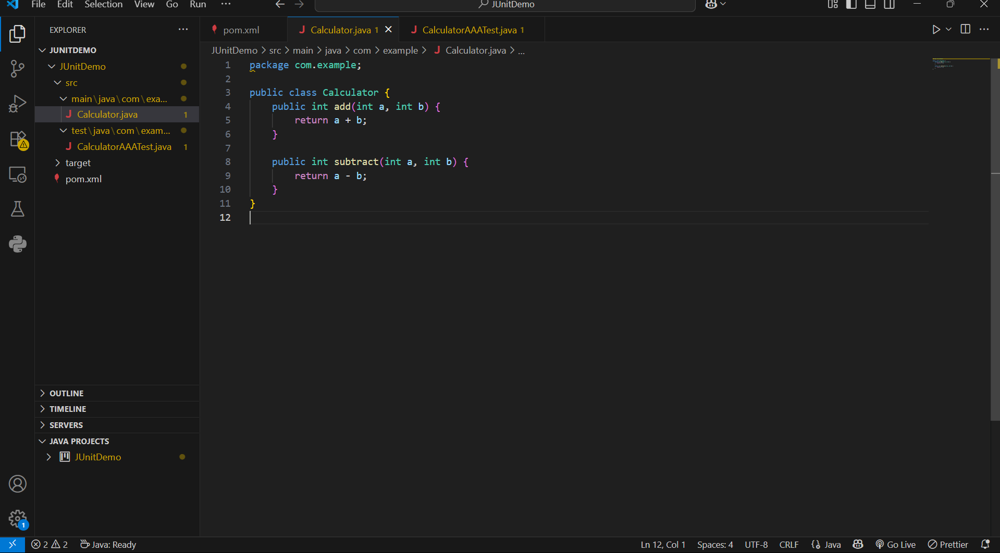 File Edit Selection View Go Run ··· JUnitDemo
EXPLORER ···
JUNITDEMO
JUnitDemo
src
main\java\com\exa...
Calculator.java 1
test\java\com\exam...
CalculatorAAATest.java 1
target
pom.xml
OUTLINE
TIMELINE
SERVERS
JAVA PROJECTS
JUnitDemo
1
pom.xml Calculator.java 1 CalculatorAAATest.java 1
JUnitDemo > src > main > java > com > example > Calculator.java > ...
1 package com.example;
2
3 public class Calculator {
4 public int add(int a, int b) {
5 return a + b;
6 }
7
8 public int subtract(int a, int b) {
9 return a - b;
10 }
11 }
12
2 2 Java: Ready Ln 12, Col 1 Spaces: 4 UTF-8 CRLF Java Go Live Prettier